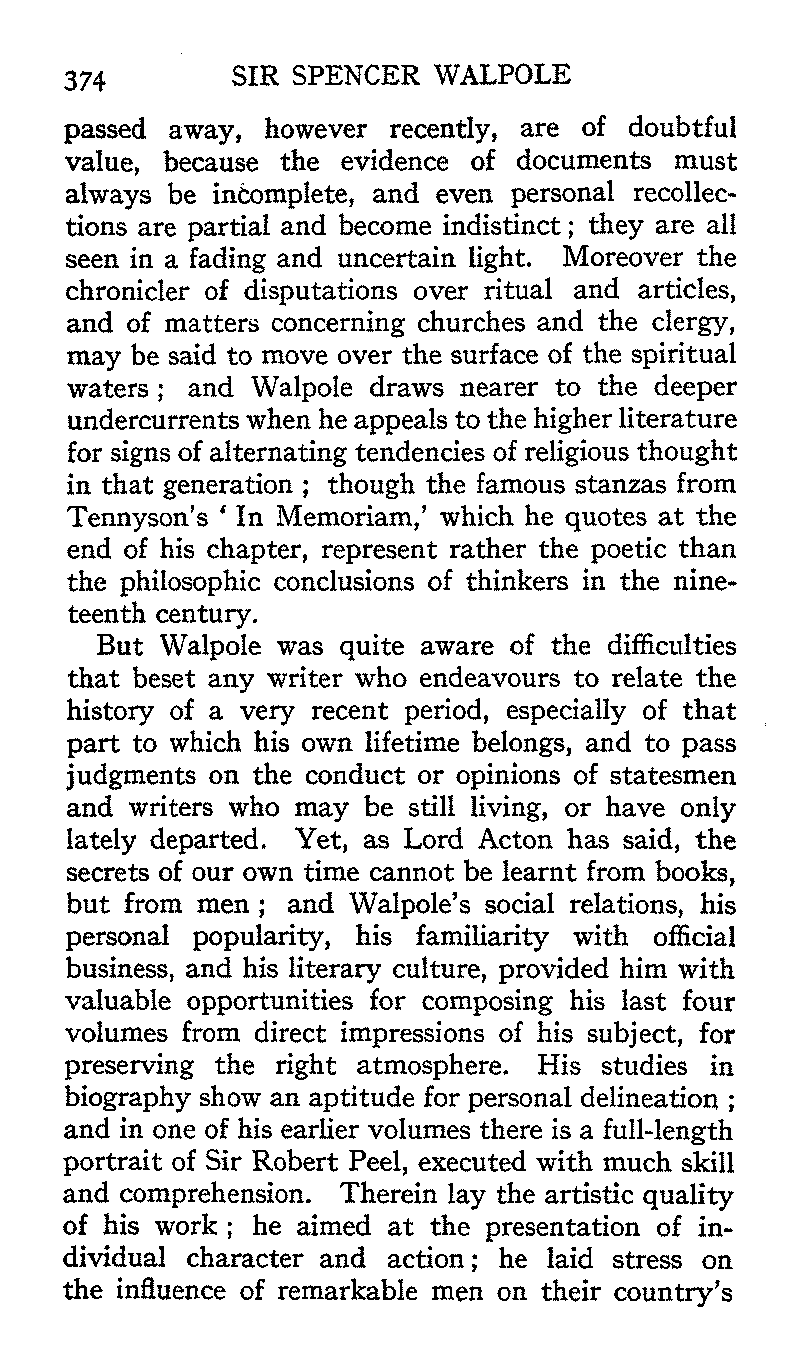 374 SIR SPENCER WALPOLE
passed away, however recently, are of doubtful
value, because the evidence of documents must
always be incomplete, and even personal recollec-
tions are partial and become indistinct ; they are all
seen in a fading and uncertain light. Moreover the
chronicler of disputations over ritual and articles,
and of matters concerning churches and the clergy,
may be said to move over the surface of the spiritual
waters ; and Walpole draws nearer to the deeper
undercurrents when he appeals to the higher literature
for signs of alternating tendencies of religious thought
in that generation ; though the famous stanzas from
Tennyson's ‘ In Memoriam,’ which he quotes at the
end of his chapter, represent rather the poetic than
the philosophic conclusions of thinkers in the nine-
teenth century.
But Walpole was quite aware of the difficulties
that beset any writer who endeavours to relate the
history of a very recent period, especially of that
part to which his own lifetime belongs, and to pass
judgments on the conduct or opinions of statesmen
and writers who may be still living, or have only
lately departed. Yet, as Lord Acton has said, the
secrets of our own time cannot be learnt from books,
but from men ; and Walpole's social relations, his
personal popularity, his familiarity with official
business, and his literary culture, provided him with
valuable opportunities for composing his last four
volumes from direct impressions of his subject, for
preserving the right atmosphere. His studies in
biography show an aptitude for personal delineation ;
and in one of his earlier volumes there is a full-length
portrait of Sir Robert Peel, executed with much skill
and comprehension. Therein lay the artistic quality
of his work ; he aimed at the presentation of in-
dividual character and action ; he laid stress on
the influence of remarkable men on their country's